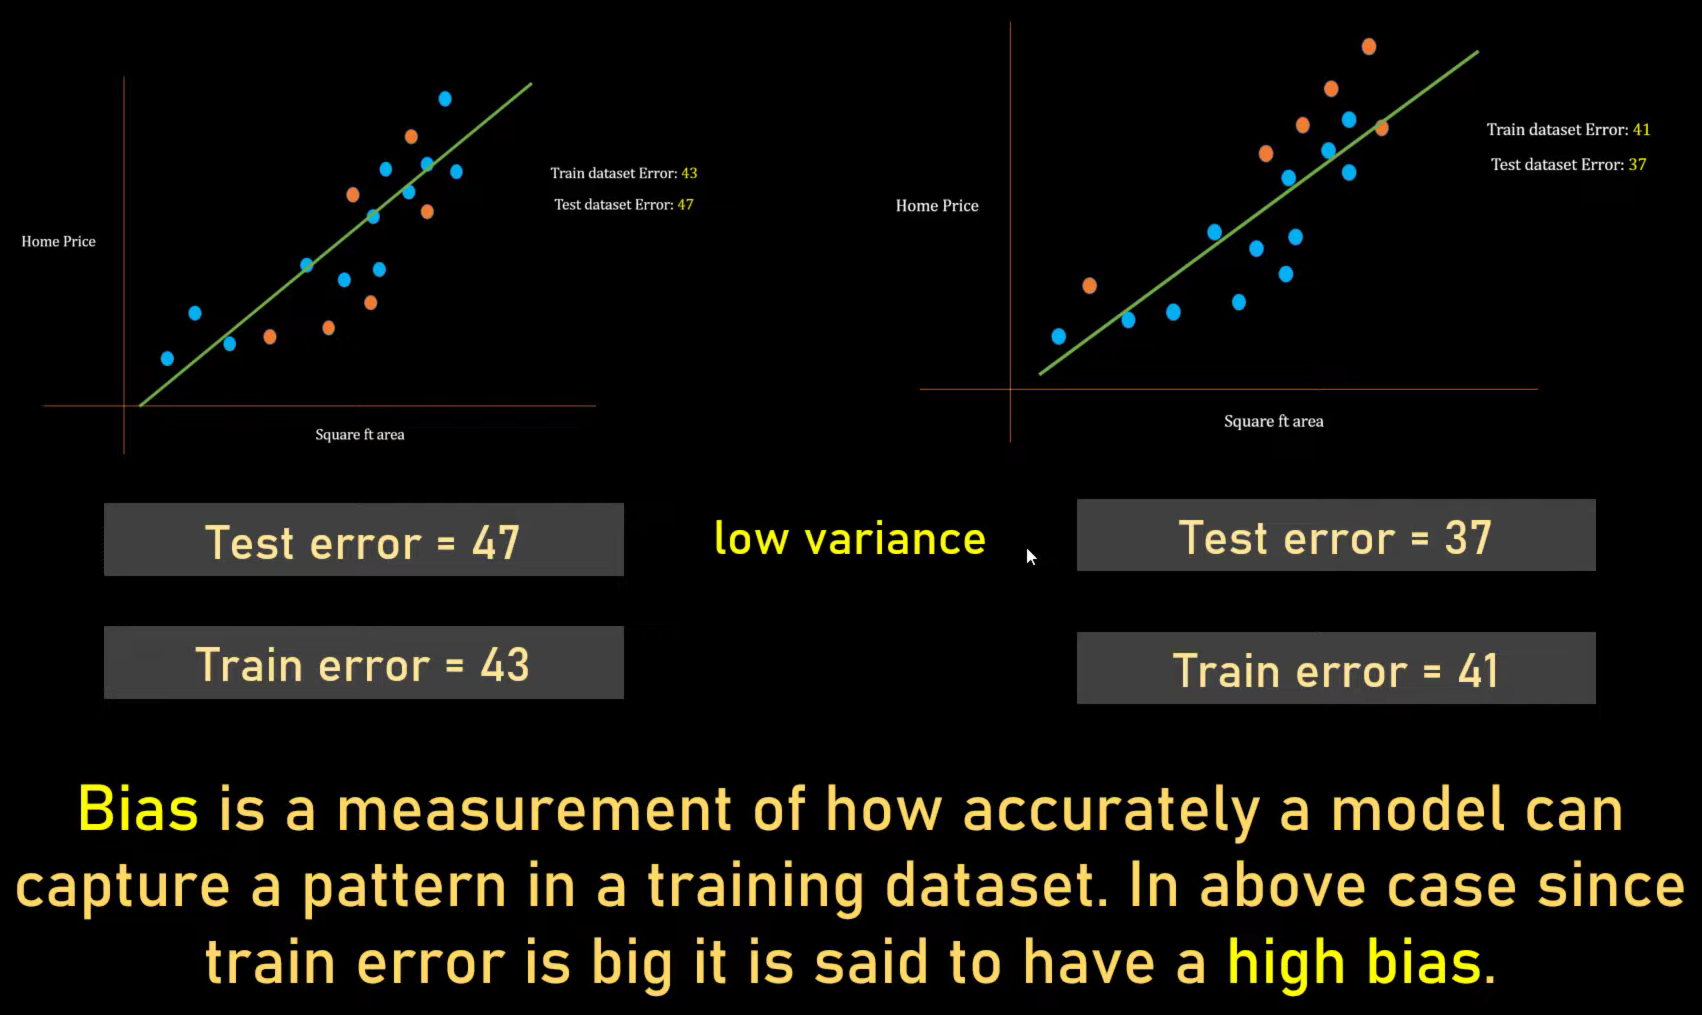 Home Price
Train dataset Error: 43
Test dataset Error: 47
Square ft area
Home Price
Train dataset Error: 41
Test dataset Error: 37
Square ft area
Test error = 47
low variance
Test error = 37
Train error = 43
Train error = 41
Bias is a measurement of how accurately a model can
capture a pattern in a training dataset. In above case since
train error is big it is said to have a high bias.